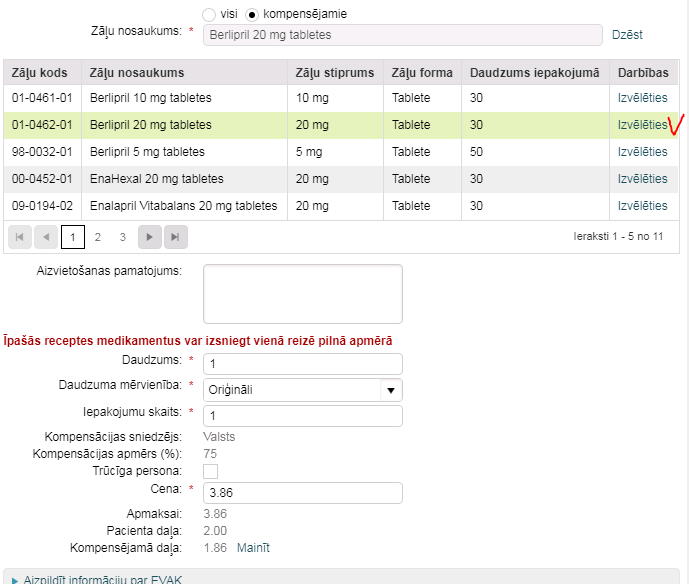 visi kompensējamie
Zāļu nosaukums: * Berlipril 20 mg tabletes Dzēst
Zāļu kods Zāļu nosaukums Zāļu stiprums Zāļu forma Daudzums iepakojumā Darbības
01-0461-01 Berlipril 10 mg tabletes 10 mg Tablete 30 Izvēlēties
01-0462-01 Berlipril 20 mg tabletes 20 mg Tablete 30 Izvēlēties
98-0032-01 Berlipril 5 mg tabletes 5 mg Tablete 50 Izvēlēties
00-0452-01 EnaHexal 20 mg tabletes 20 mg Tablete 30 Izvēlēties
09-0194-02 Enalapril Vitabalans 20 mg tabletes 20 mg Tablete 30 Izvēlēties
1 2 3 Ieraksti 1 - 5 no 11
Aizvietošanas pamatojums:
Īpašās receptes medikamentus var izsniegt vienā reizē pilnā apmērā
Daudzums: * 1
Daudzuma mērvienība: * Oriģināli
Iepakojumu skaits: * 1
Kompensācijas sniedzējs: Valsts
Kompensācijas apmērs (%): 75
Trūcīga persona:
Cena: * 3.86
Apmaksai: 3.86
Pacienta daļa: 2.00
Kompensējamā daļa: 1.86 Mainīt
Aizpildīt informāciju par EVAK